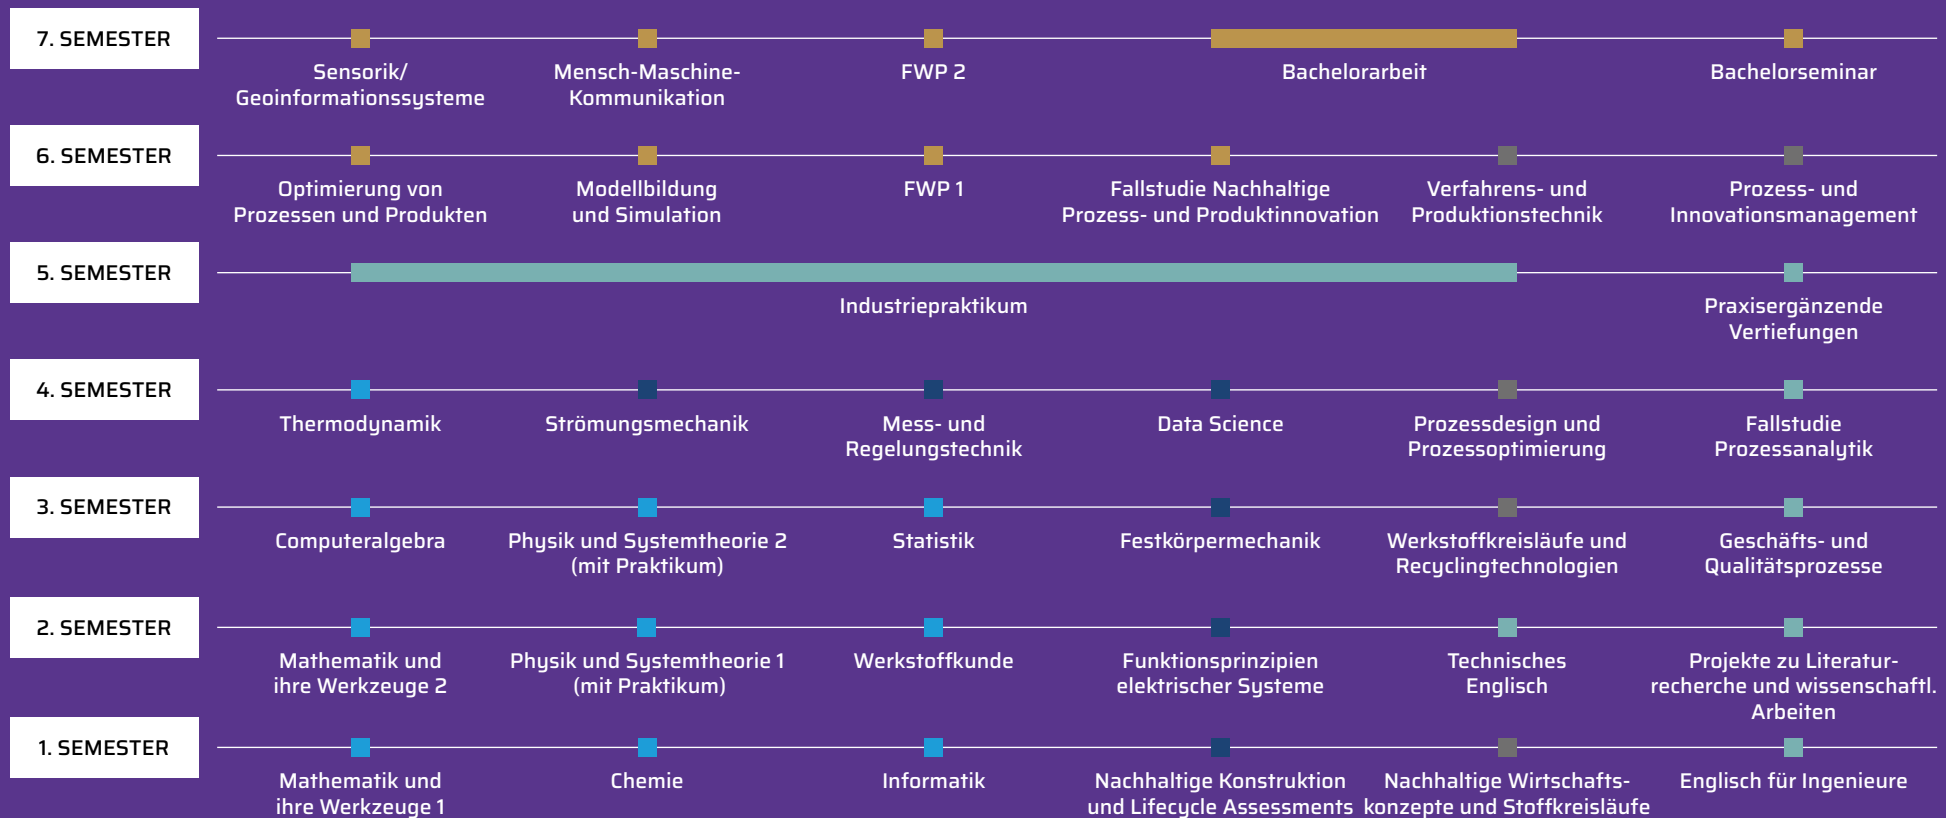 7. SEMESTER
Sensorik/
Geoinformationssysteme
Mensch-Maschine-
Kommunikation
FWP 2
Bachelorarbeit
Bachelorseminar
6. SEMESTER
Optimierung von
Prozessen und Produkten
Modellbildung
und Simulation
FWP 1
Fallstudie Nachhaltige
Prozess- und Produktinnovation
Verfahrens- und
Produktionstechnik
Prozess- und
Innovationsmanagement
5. SEMESTER
Industriepraktikum
Praxisergänzende
Vertiefungen
4. SEMESTER
Thermodynamik
Strömungsmechanik
Mess- und
Regelungstechnik
Data Science
Prozessdesign und
Prozessoptimierung
Fallstudie
Prozessanalytik
3. SEMESTER
Computeralgebra
Physik und Systemtheorie 2
(mit Praktikum)
Statistik
Festkörpermechanik
Werkstoffkreisläufe und
Recyclingtechnologien
Geschäfts- und
Qualitätsprozesse
2. SEMESTER
Mathematik und
ihre Werkzeuge 2
Physik und Systemtheorie 1
(mit Praktikum)
Werkstoffkunde
Funktionsprinzipien
elektrischer Systeme
Technisches
Englisch
Projekte zu Literatur-
recherche und wissenschaftl.
Arbeiten
1. SEMESTER
Mathematik und
ihre Werkzeuge 1
Chemie
Informatik
Nachhaltige Konstruktion
und Lifecycle Assessments
Nachhaltige Wirtschafts-
konzepte und Stoffkreisläufe
Englisch für Ingenieure